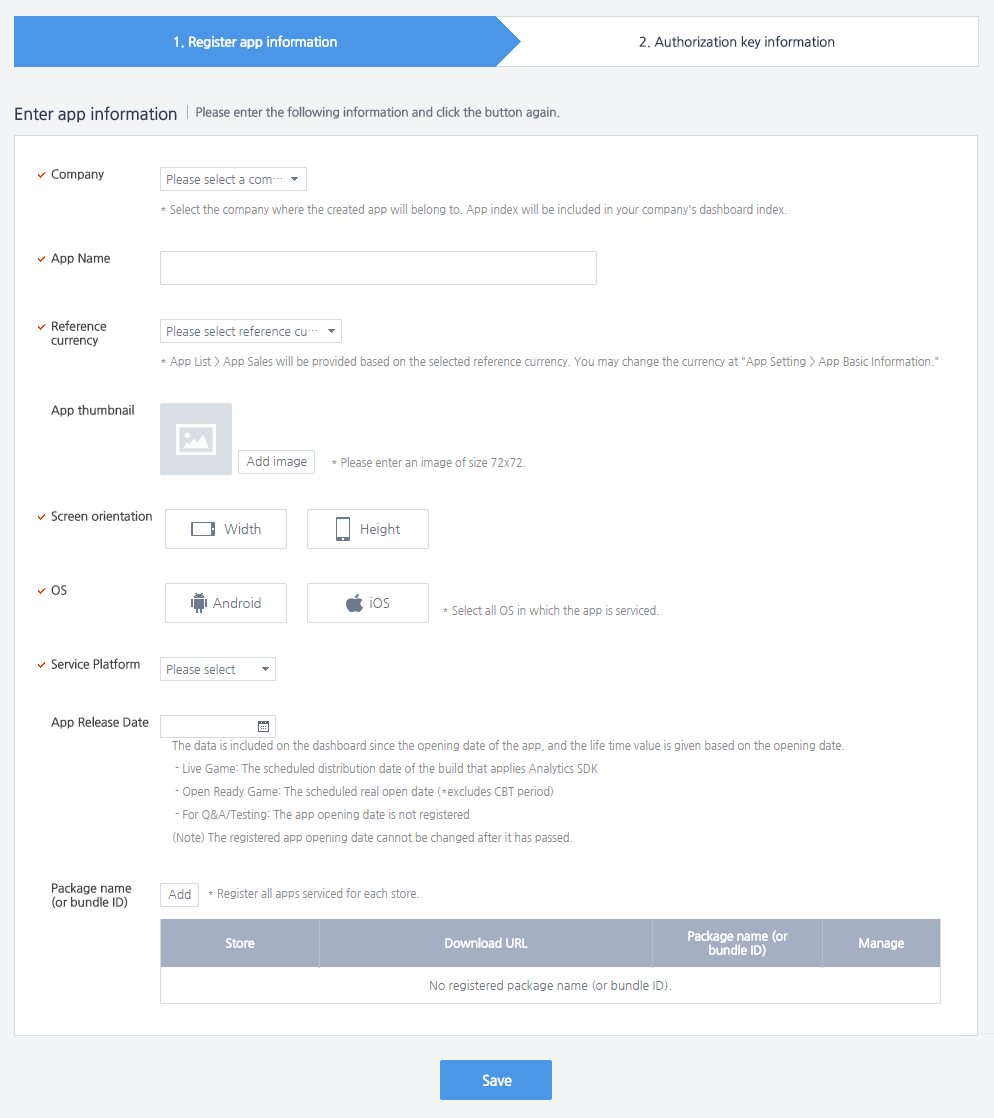 1. Register app information
2. Authorization key information
Enter app information
Please enter the following information and click the button again.
Company
Please select a com···
* Select the company where the created app will belong to. App index will be included in your company's dashboard index.
App Name
Reference
currency
Please select reference cu···
* App List > App Sales will be provided based on the selected reference currency. You may change the currency at "App Setting > App Basic Information."
App thumbnail
Add image
* Please enter an image of size 72x72.
Screen orientation
Width
Height
OS
Android
iOS
* Select all OS in which the app is serviced.
Service Platform
Please select
App Release Date
The data is included on the dashboard since the opening date of the app, and the life time value is given based on the opening date.
- Live Game: The scheduled distribution date of the build that applies Analytics SDK
- Open Ready Game: The scheduled real open date (*excludes CBT period)
- For Q&A/Testing: The app opening date is not registered
(Note) The registered app opening date cannot be changed after it has passed.
Package name
(or bundle ID)
Add
* Register all apps serviced for each store.
Store
Download URL
Package name (or
bundle ID)
Manage
No registered package name (or bundle ID).
Save